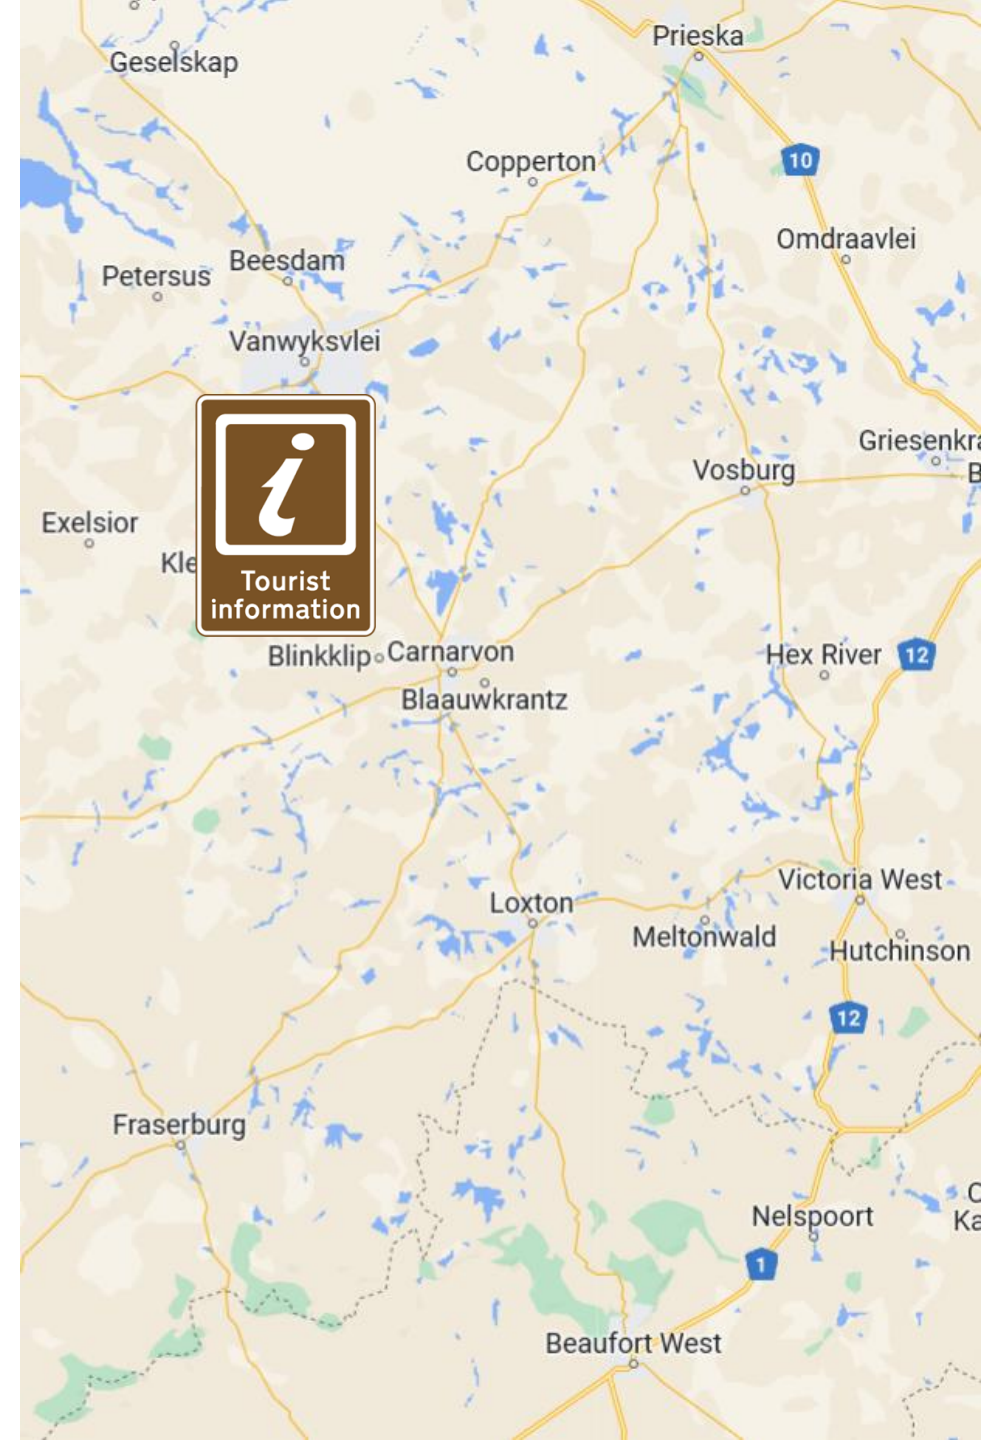 Prieska
Geselskap
Copperton
10
Omdraavlei
Beesdam
Petersus
Vanwyksvlei
Griesenkra
Vosburg
B
Exelsior
Kle
Tourist
information
Blinkklip
Carnarvon
Hex River
12
Blaauwkrantz
Victoria West
Loxton
Meltonwald
Hutchinson
12
Fraserburg
C
Ka
Nelspoort
1
Beaufort West